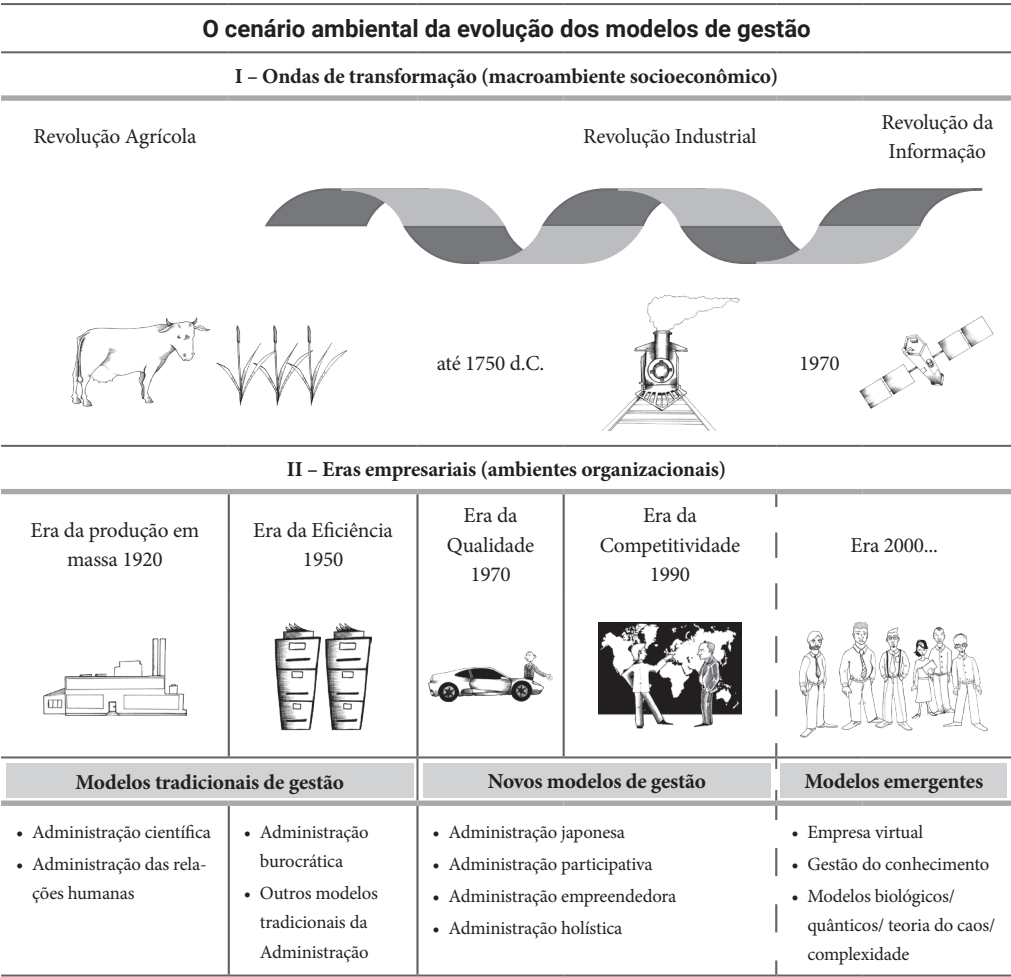 O cenário ambiental da evolução dos modelos de gestão
I – Ondas de transformação (macroambiente socioeconômico)
Revolução Agrícola
Revolução Industrial
Revolução da
Informação
até 1750 d.C.
1970
II – Eras empresariais (ambientes organizacionais)
Era da produção em
massa 1920
Era da Eficiência
1950
Era da
Qualidade
1970
Era da
Competitividade
1990
Era 2000...
Modelos tradicionais de gestão
Novos modelos de gestão
Modelos emergentes
• Administração científica
• Administração das rela-
ções humanas
• Administração
burocrática
• Outros modelos
tradicionais da
Administração
• Administração japonesa
• Administração participativa
• Administração empreendedora
• Administração holística
• Empresa virtual
• Gestão do conhecimento
• Modelos biológicos/
quânticos/ teoria do caos/
complexidade